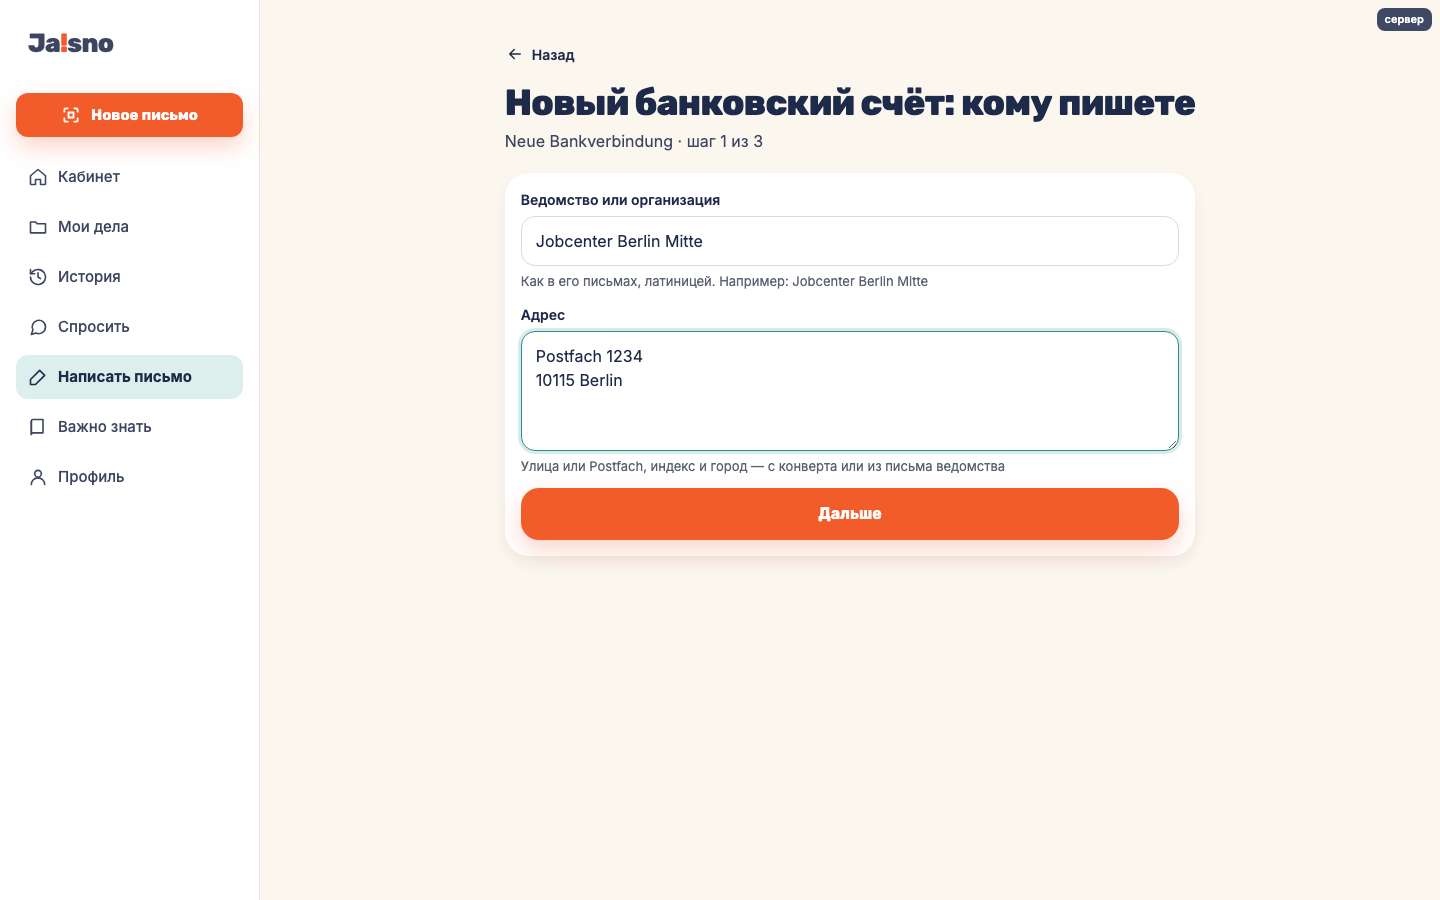 Ja!sno
Новое письмо
Кабинет
Мои дела
История
Спросить
Написать письмо
Важно знать
Профиль
сервер
Назад
Новый банковский счёт: кому пишете
Neue Bankverbindung · шаг 1 из 3
Ведомство или организация
Jobcenter Berlin Mitte
Как в его письмах, латиницей. Например: Jobcenter Berlin Mitte
Адрес
Postfach 1234
10115 Berlin
Улица или Postfach, индекс и город — с конверта или из письма ведомства
Дальше